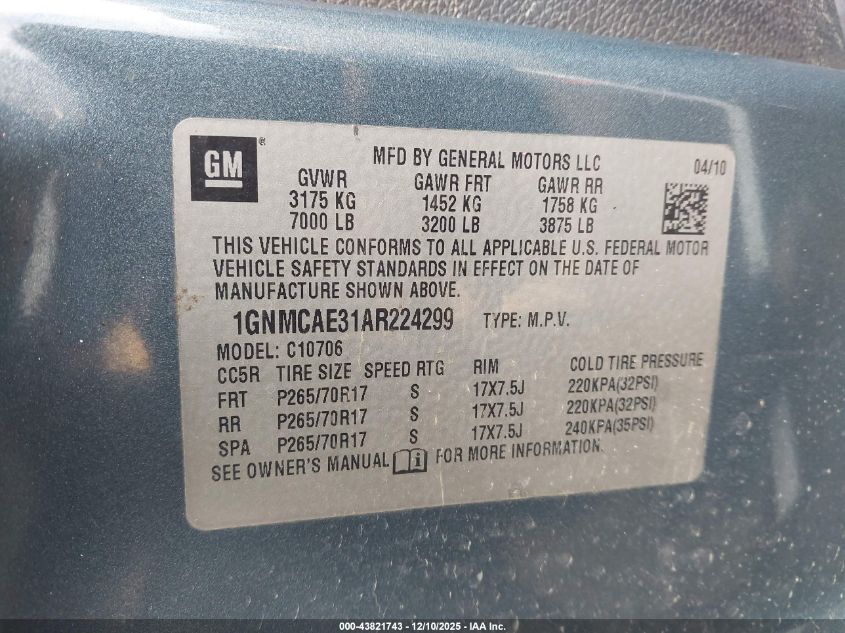 GM ®
MFD BY GENERAL MOTORS LLC 04/10
GVWR GAWR FRT GAWR RR
3175 KG 1452 KG 1758 KG
7000 LB 3200 LB 3875 LB
THIS VEHICLE CONFORMS TO ALL APPLICABLE U.S. FEDERAL MOTOR
VEHICLE SAFETY STANDARDS IN EFFECT ON THE DATE OF
MANUFACTURE SHOWN ABOVE.
1GNMCAE31AR224299 TYPE: M.P.V.
MODEL: C10706
CC5R TIRE SIZE SPEED RTG RIM COLD TIRE PRESSURE
FRT P265/70R17 S 17X7.5J 220KPA(32PSI)
RR P265/70R17 S 17X7.5J 220KPA(32PSI)
SPA P265/70R17 S 17X7.5J 240KPA(35PSI)
SEE OWNER'S MANUAL i FOR MORE INFORMATION.
000-43821743 - 12/10/2025 - IAA Inc.